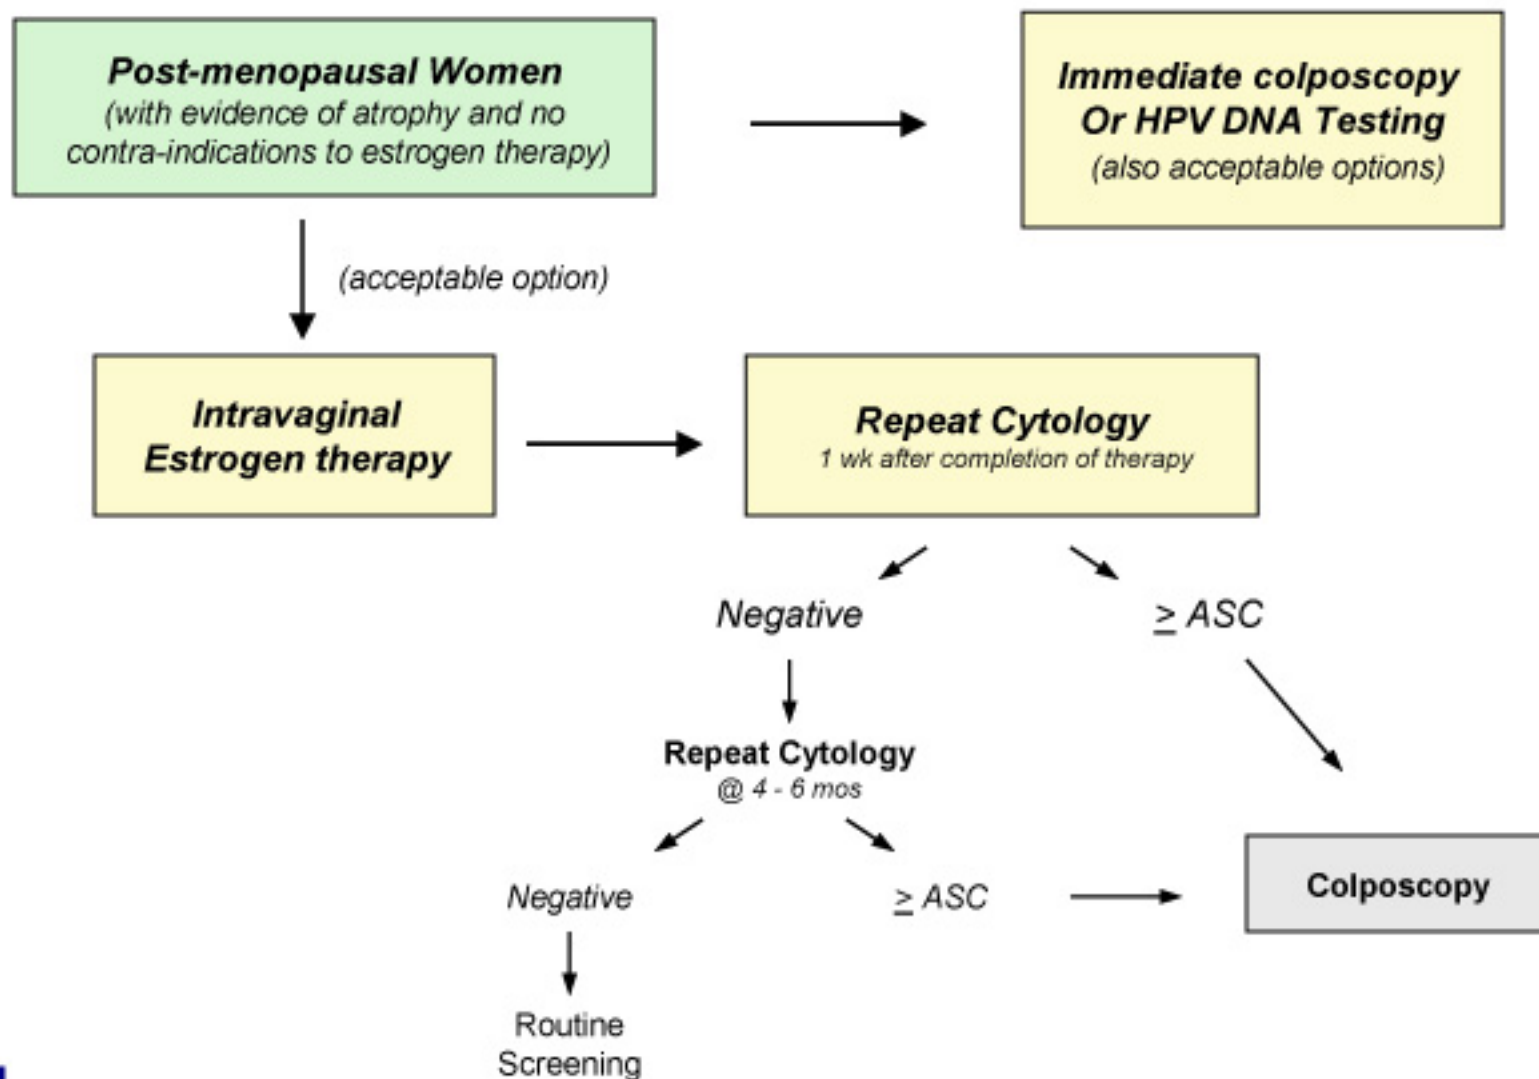 Post-menopausal Women
(with evidence of atrophy and no
contra-indications to estrogen therapy)
Immediate colposcopy
Or HPV DNA Testing
(also acceptable options)
(acceptable option)
Intravaginal
Estrogen therapy
Repeat Cytology
1 wk after completion of therapy
Negative
≥ ASC
Repeat Cytology
@ 4 - 6 mos
Negative
≥ ASC
Colposcopy
Routine
Screening